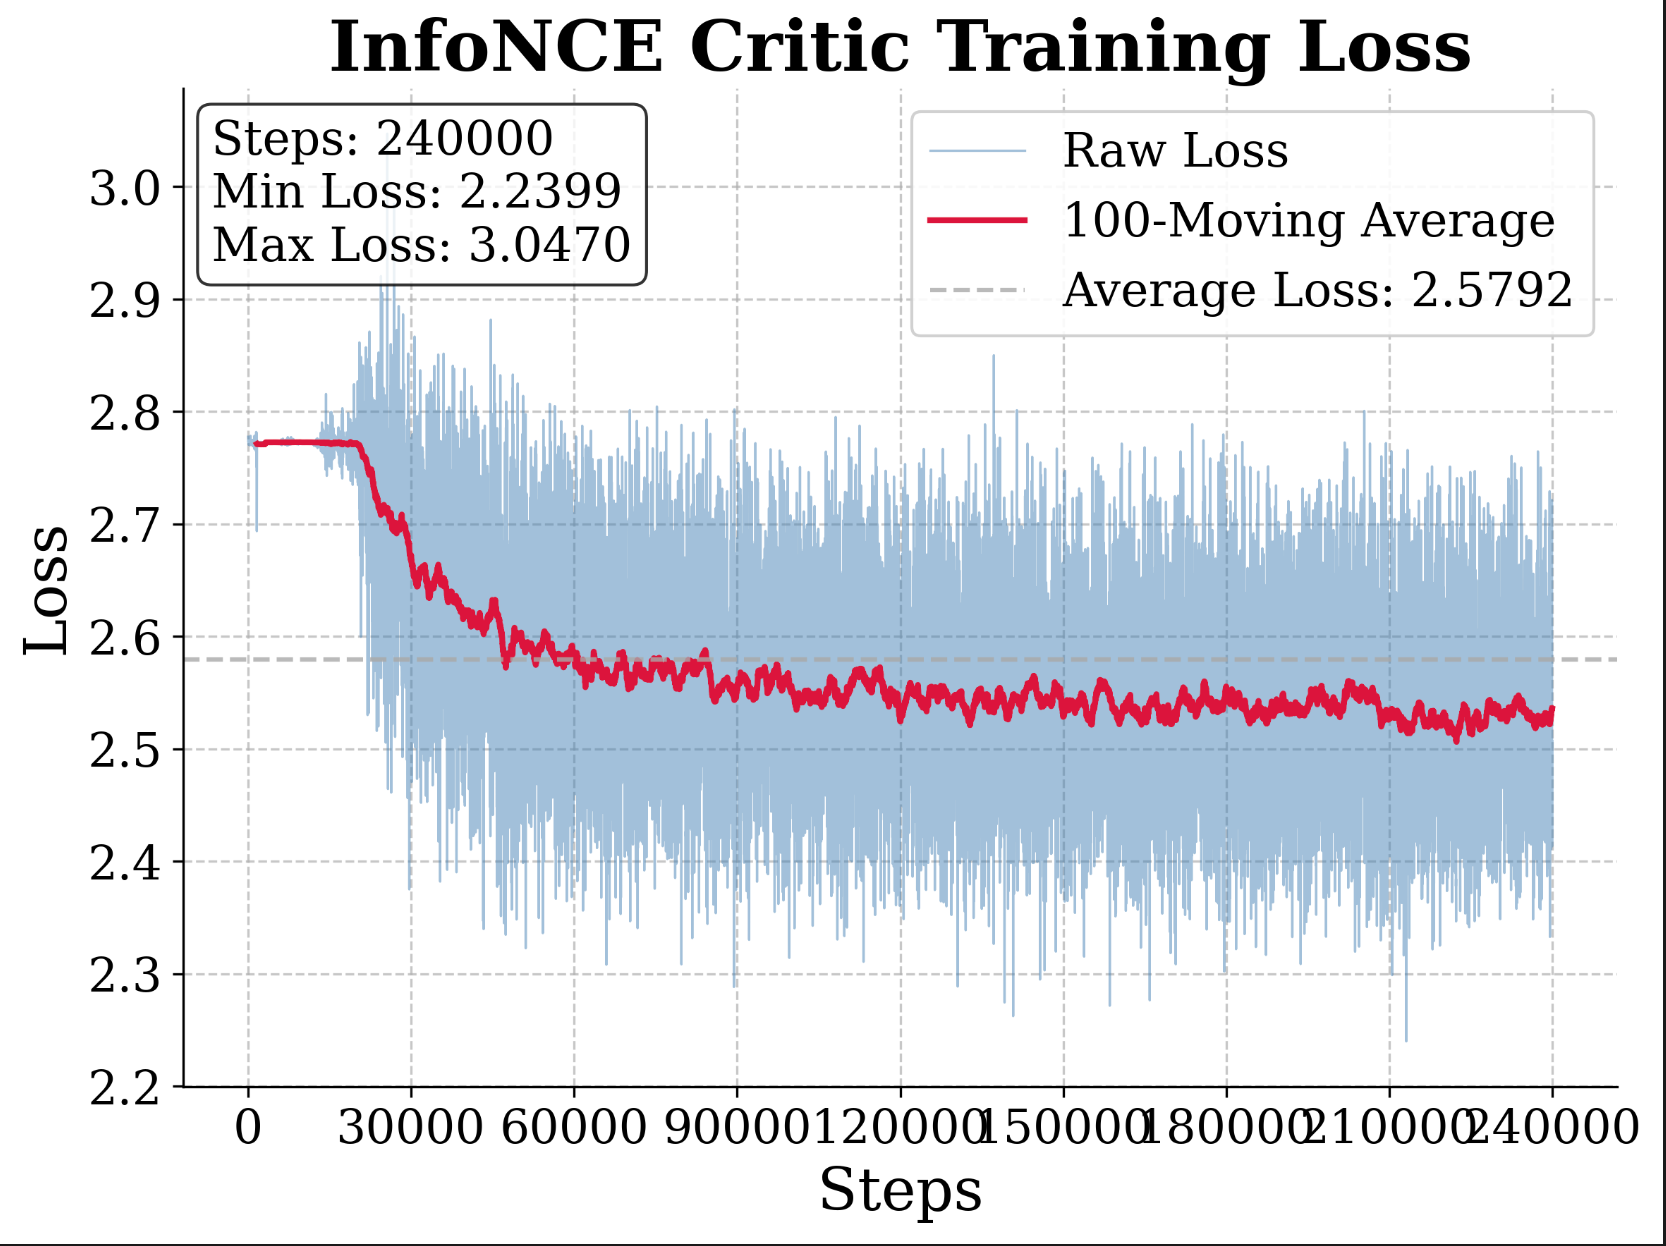 InfoNCE Critic Training Loss
Steps: 240000
Min Loss: 2.2399
Max Loss: 3.0470
Raw Loss
100-Moving Average
Average Loss: 2.5792
Loss
3.0
2.9
2.8
2.7
2.6
2.5
2.4
2.3
2.2
0 30000 60000 90000 120000 150000 180000 210000 240000
Steps